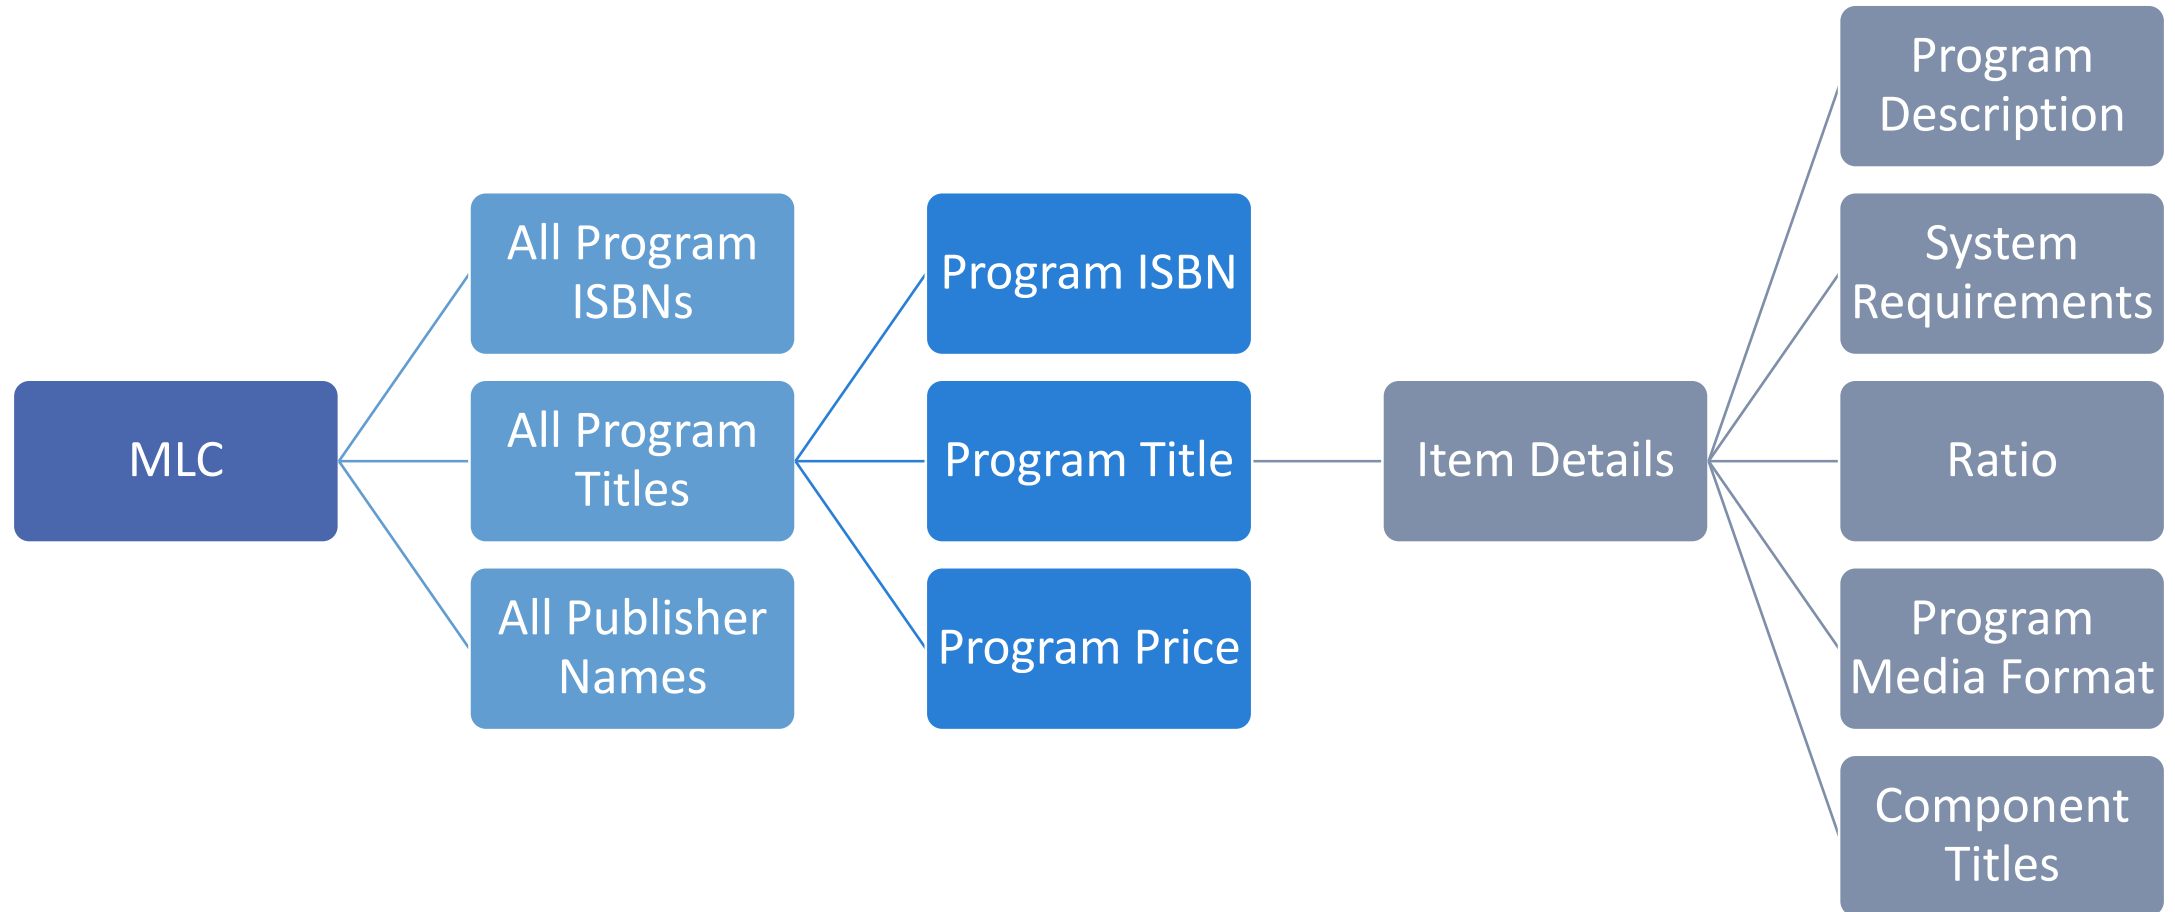 MLC
All Program
ISBNs
All Program
Titles
All Publisher
Names
Program ISBN
Program Title
Program Price
Item Details
Program
Description
System
Requirements
Ratio
Program
Media Format
Component
Titles